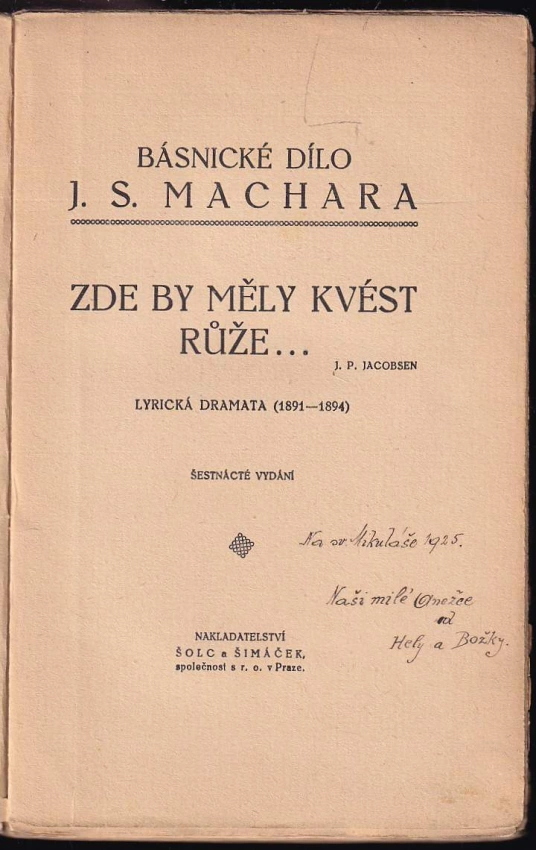 BÁSNICKÉ DÍLO
J. S. MACHARA
ZDE BY MĚLY KVÉST
RŮŽE...
J. P. JACOBSEN
LYRICKÁ DRAMATA (1891—1894)
ŠESTNÁCTÉ VYDÁNÍ
Na sv. Mikuláše 1925.
Naší milé Anežce
od
Hely a Božky.
NAKLADATELSTVÍ
ŠOLC a ŠIMÁČEK,
společnost s r. o. v Praze.